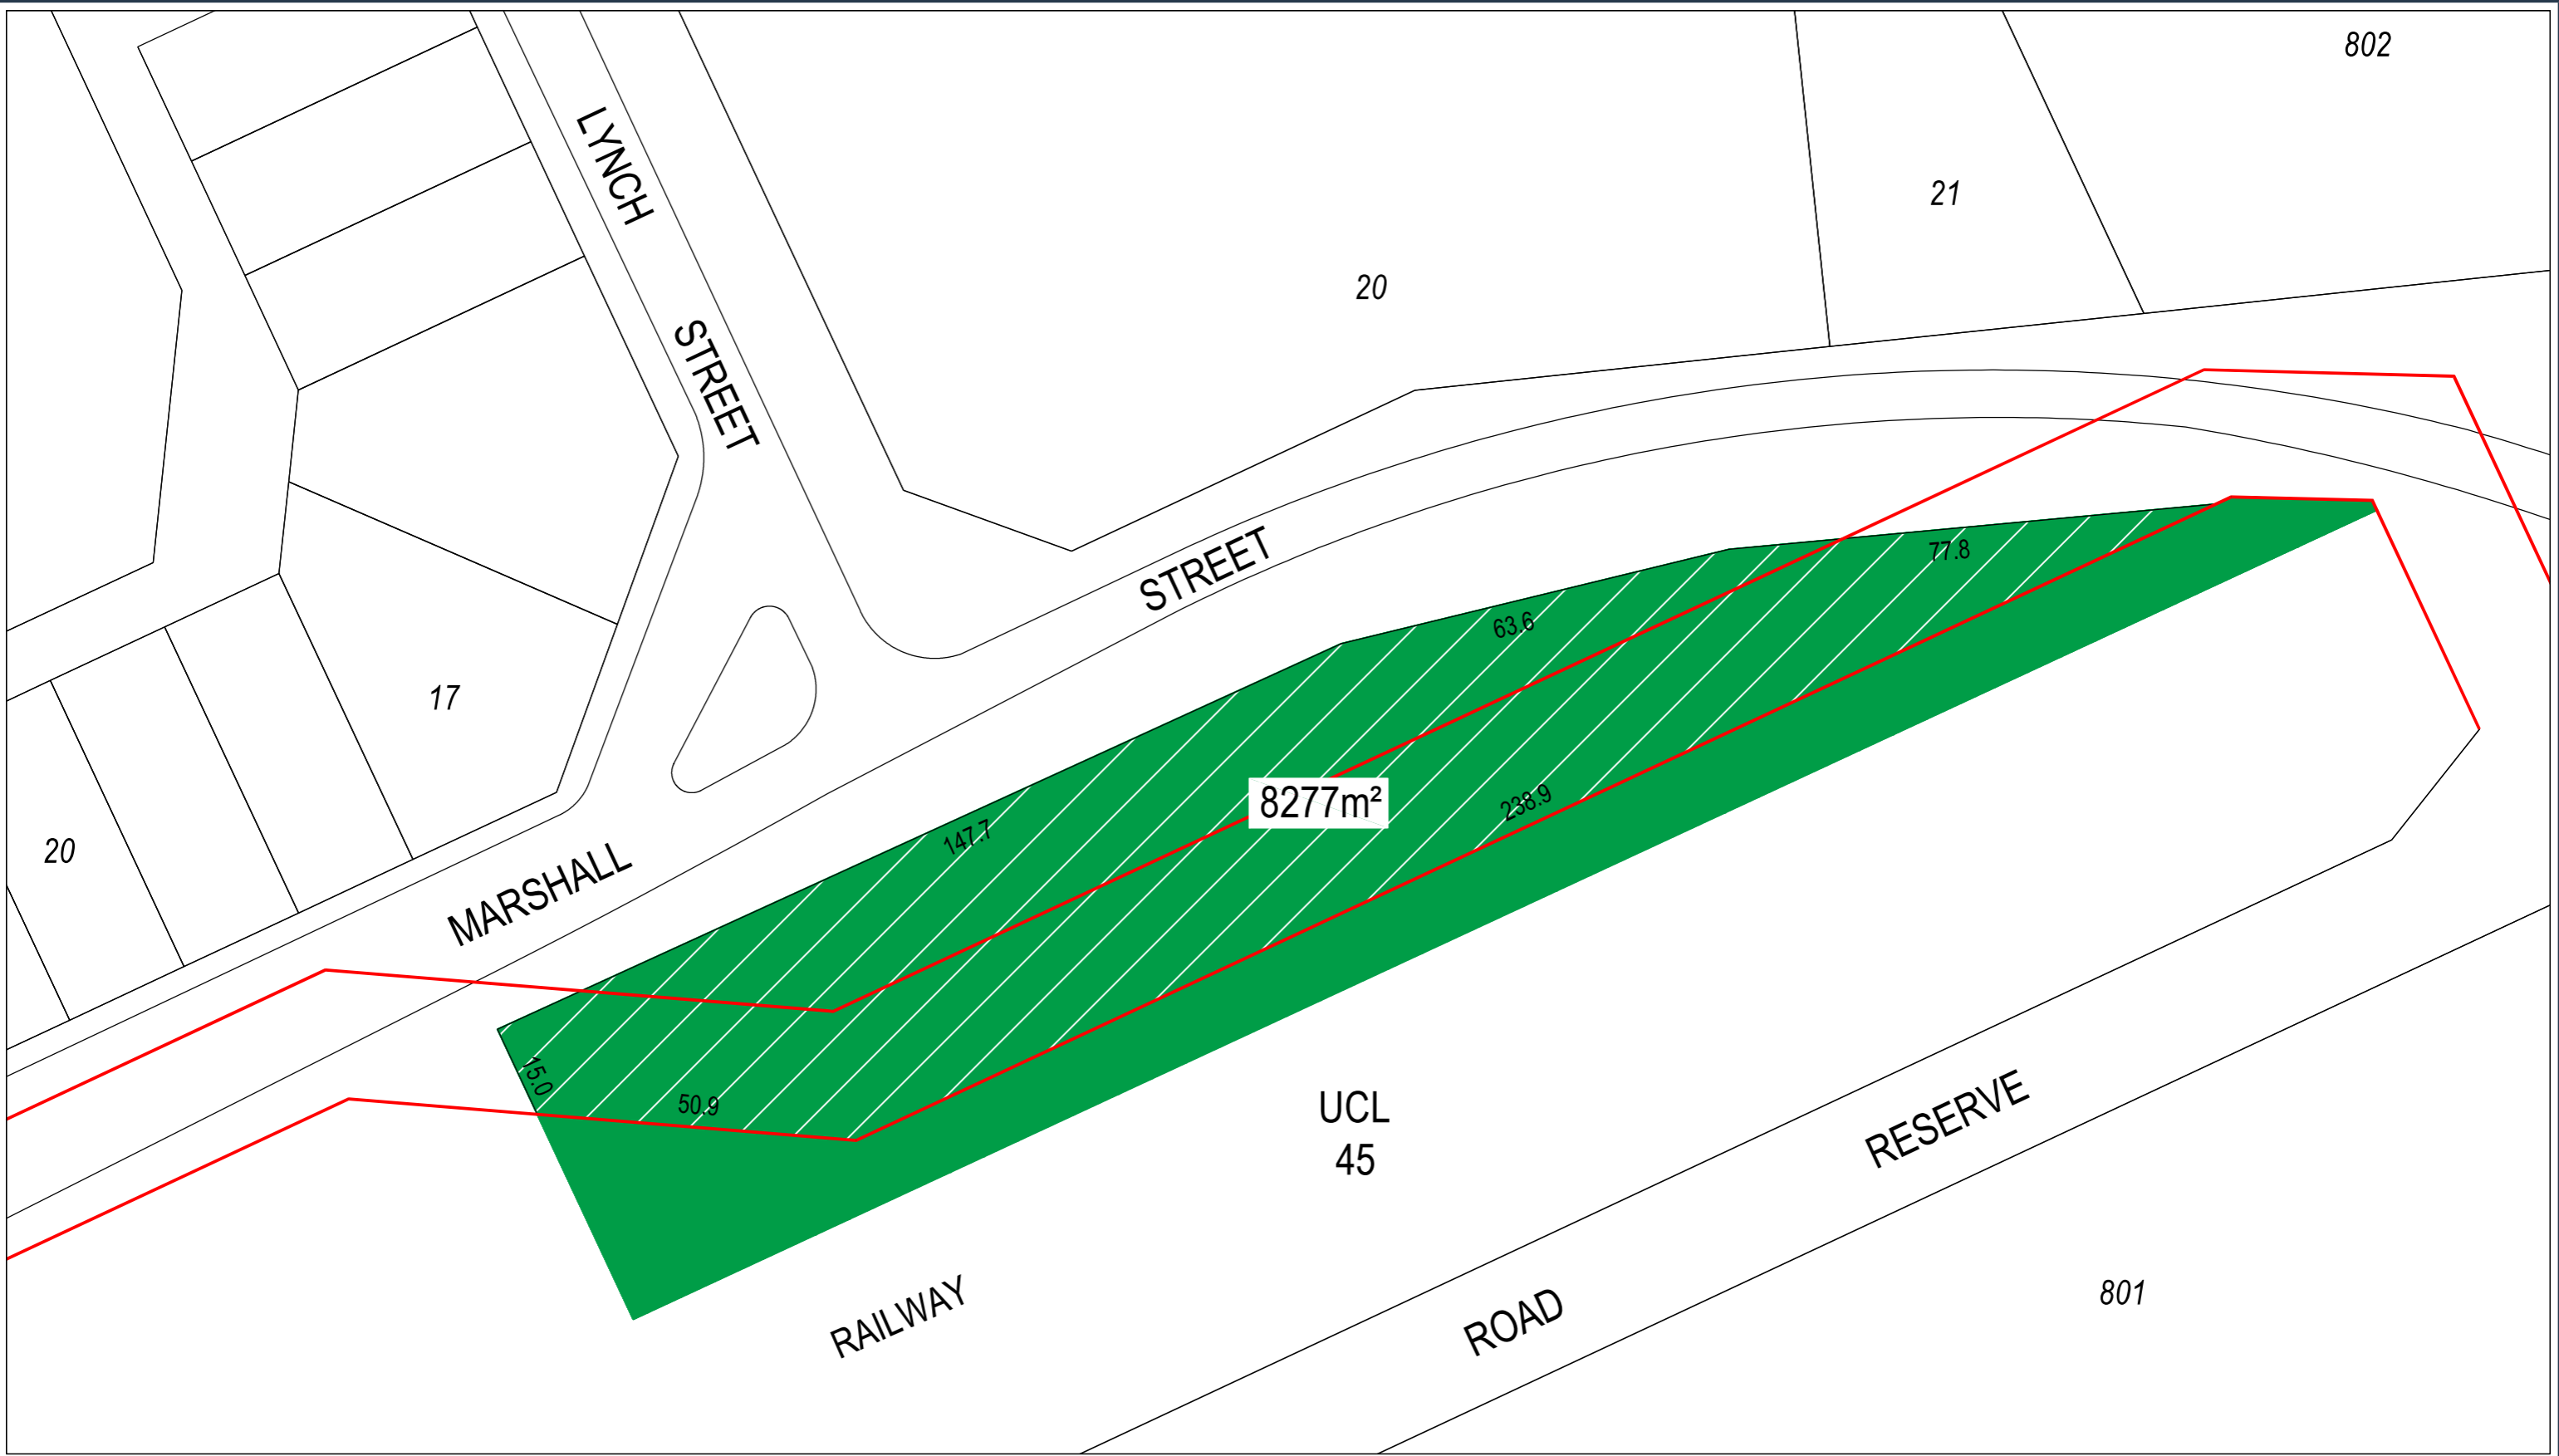 802
LYNCH
21
20
STREET
STREET
77.8
63.6
17
8277m²
238.9
147.7
20
MARSHALL
15.0
50.9
UCL
45
RESERVE
RAILWAY
ROAD
801